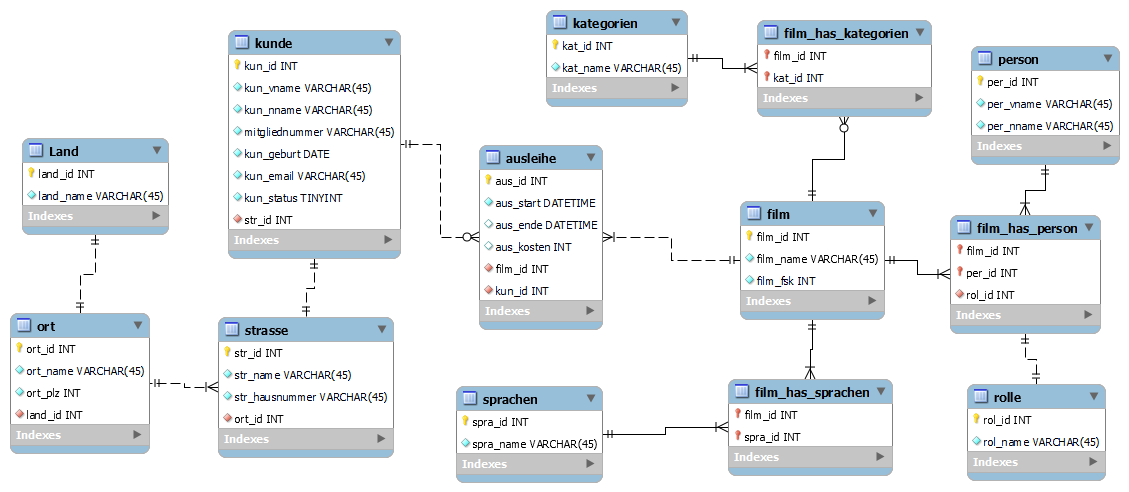 kategorien
kat_id INT
kat_name VARCHAR(45)
Indexes
film_has_kategorien
film_id INT
kat_id INT
Indexes
kunde
kun_id INT
kun_vname VARCHAR(45)
kun_nname VARCHAR(45)
mitgliednummer VARCHAR(45)
kun_geburt DATE
kun_email VARCHAR(45)
kun_status TINYINT
str_id INT
Indexes
person
per_id INT
per_vname VARCHAR(45)
per_nname VARCHAR(45)
Indexes
Land
land_id INT
land_name VARCHAR(45)
Indexes
ausleihe
aus_id INT
aus_start DATETIME
aus_ende DATETIME
aus_kosten INT
film_id INT
kun_id INT
Indexes
film
film_id INT
film_name VARCHAR(45)
film_fsk INT
Indexes
film_has_person
film_id INT
per_id INT
rol_id INT
Indexes
ort
ort_id INT
ort_name VARCHAR(45)
ort_plz INT
land_id INT
Indexes
strasse
str_id INT
str_name VARCHAR(45)
str_hausnummer VARCHAR(45)
ort_id INT
Indexes
sprachen
spra_id INT
spra_name VARCHAR(45)
Indexes
film_has_sprachen
film_id INT
spra_id INT
Indexes
rolle
rol_id INT
rol_name VARCHAR(45)
Indexes